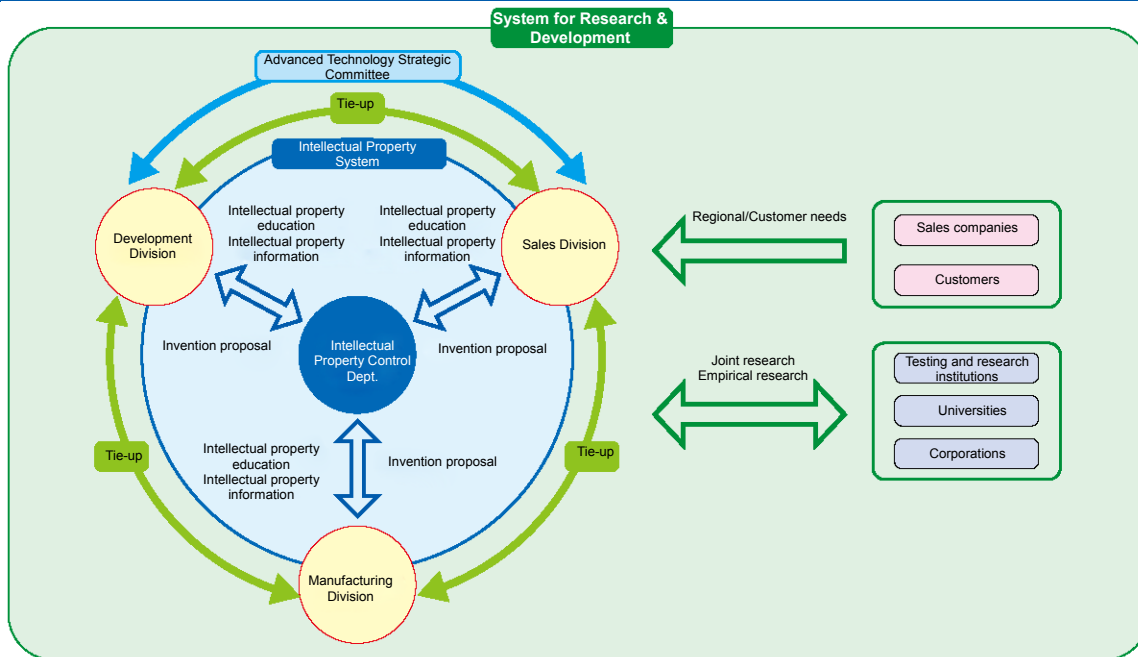 System for Research &
Development
Advanced Technology Strategic
Committee
Tie-up
Intellectual Property
System
Intellectual property
education
Intellectual property
information
Intellectual property
education
Intellectual property
information
Development
Division
Sales Division
Regional/Customer needs
Sales companies
Customers
Invention proposal
Intellectual
Property Control
Dept.
Invention proposal
Joint research
Empirical research
Testing and research
institutions
Universities
Corporations
Tie-up
Intellectual property
education
Intellectual property
information
Invention proposal
Tie-up
Manufacturing
Division